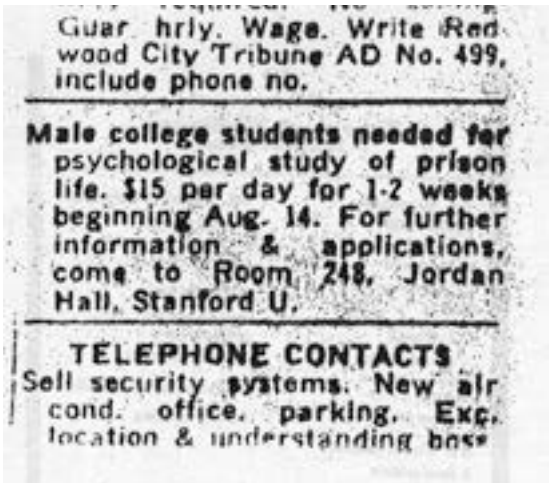 Guar hrly. Wage. Write Red-
wood City Tribune AD No. 499,
include phone no.
Male college students needed for
psychological study of prison
life. $15 per day for 1-2 weeks
beginning Aug. 14. For further
information & applications,
come to Room 248, Jordan
Hall, Stanford U.
TELEPHONE CONTACTS
Sell security systems. New air
cond. office, parking, Exc.
location & understanding boss